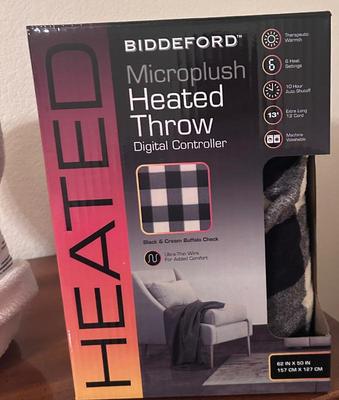 HEATED
BIDDEFORD™
Microplush
Heated
Throw
Digital Controller
Therapeutic
Warmth
6
6 Heat
Settings
10 Hour
Auto Shutoff
13'
Extra Long
13' Cord
Machine
Washable
Black & Cream Buffalo Check
Ultra-Thin Wire
For Added Comfort
62 IN X 50 IN
157 CM X 127 CM